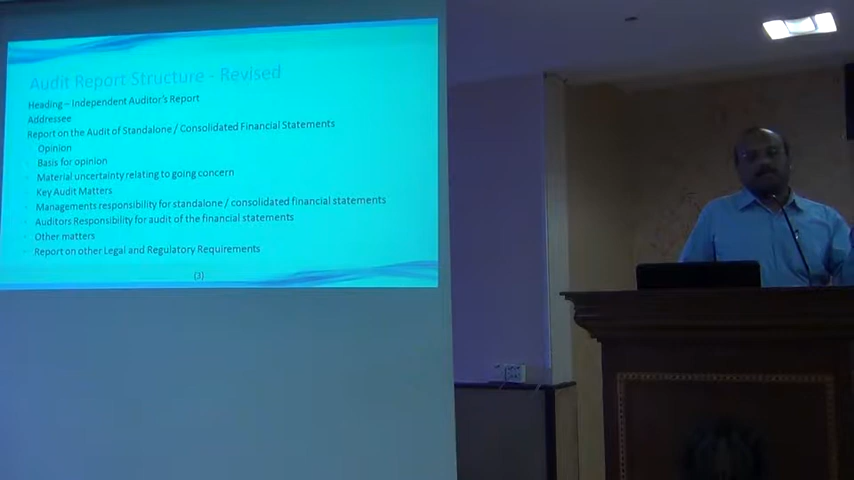 Audit Report Structure - Revised
Heading – Independent Auditor's Report
Addressee
Report on the Audit of Standalone / Consolidated Financial Statements
Opinion
Basis for opinion
Material uncertainty relating to going concern
Key Audit Matters
Managements responsibility for standalone / consolidated financial statements
Auditors Responsibility for audit of the financial statements
Other matters
Report on other Legal and Regulatory Requirements
(3)